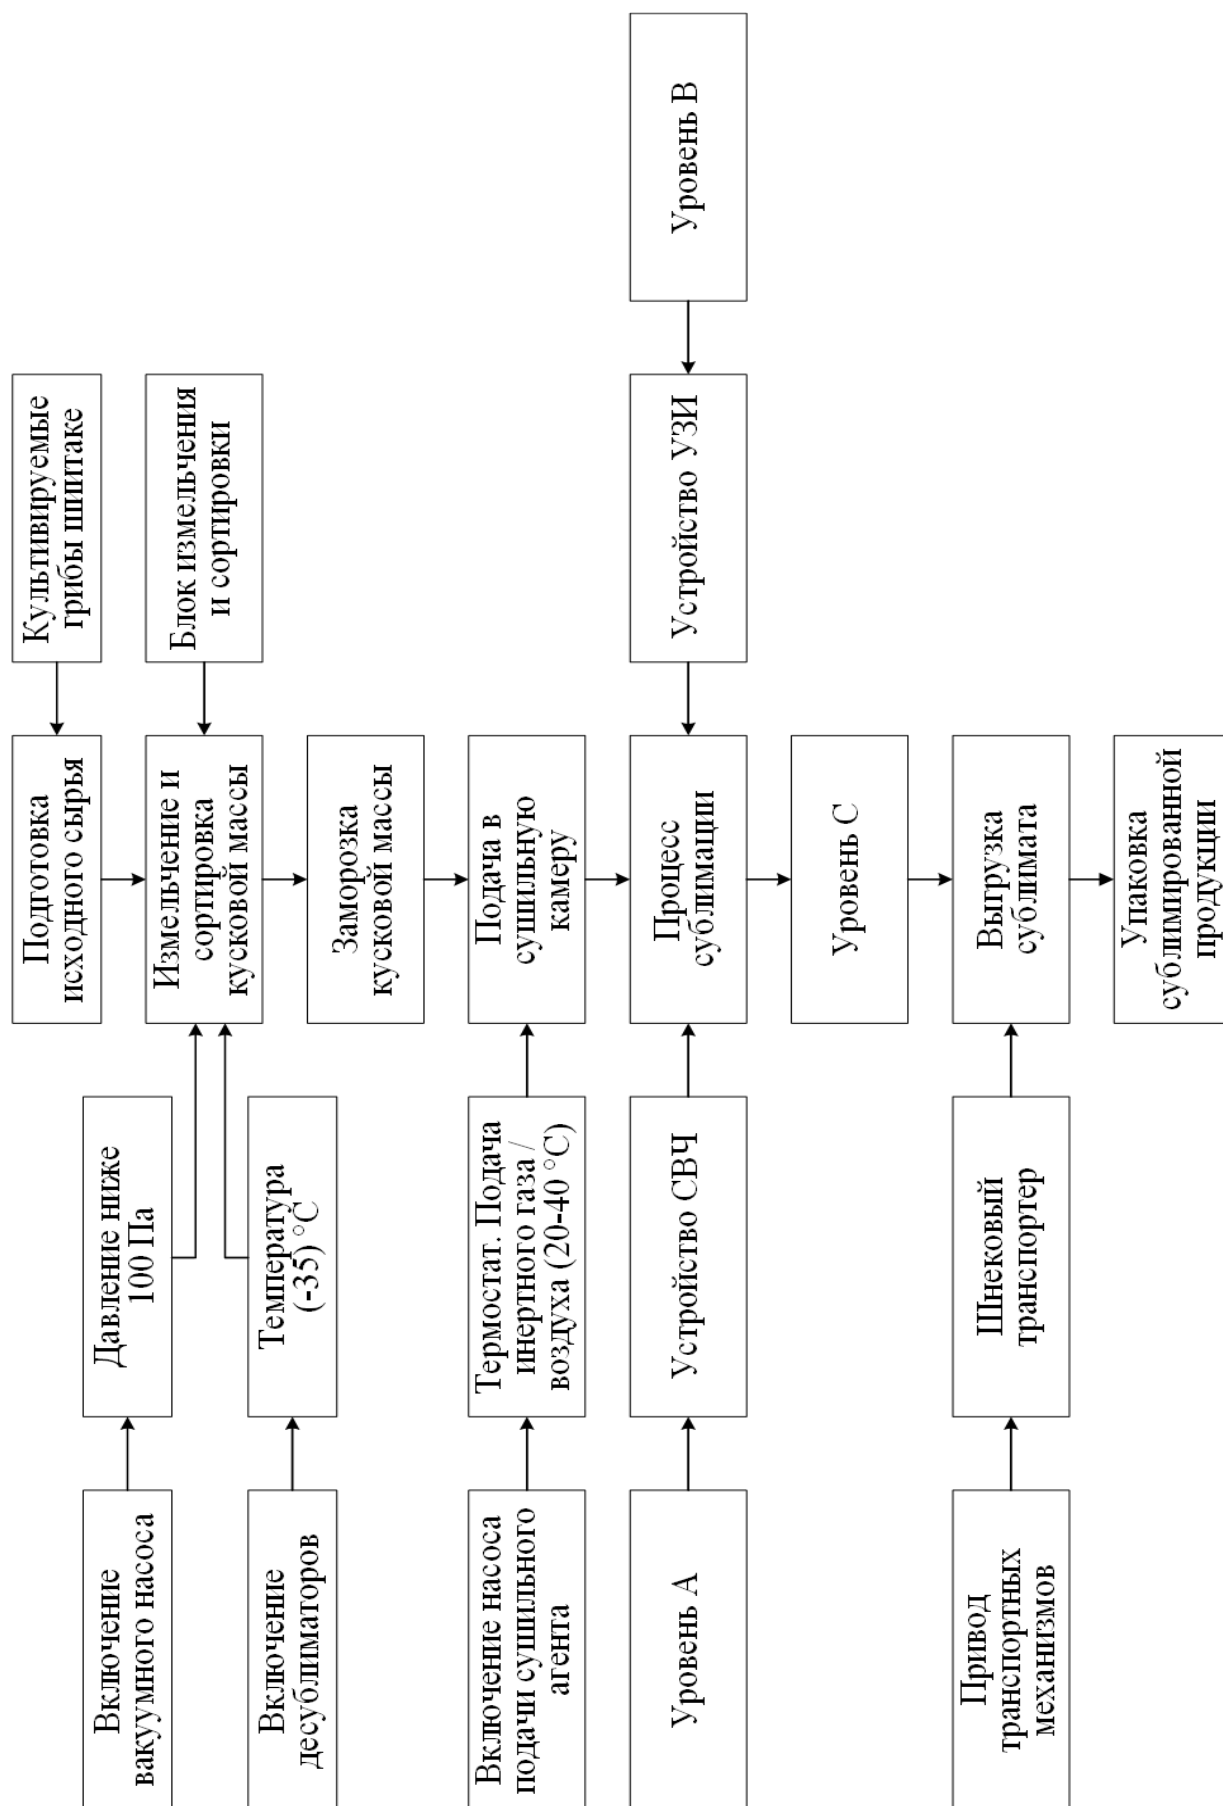 Культивируемые
грибы шиитаке
Подготовка
исходного сырья
Блок измельчения
и сортировки
Измельчение и
сортировка
кусковой массы
Давление ниже
100 Па
Включение
вакуумного насоса
Температура
(-35) °С
Включение
десублиматоров
Заморозка
кусковой массы
Подача в
сушильную
камеру
Термостат. Подача
инертного газа /
воздуха (20-40 °С)
Включение насоса
подачи сушильного
агента
Уровень В
Устройство УЗИ
Процесс
сублимации
Устройство СВЧ
Уровень А
Уровень С
Выгрузка
сублимата
Шнековый
транспортер
Привод
транспортных
механизмов
Упаковка
сублимированной
продукции